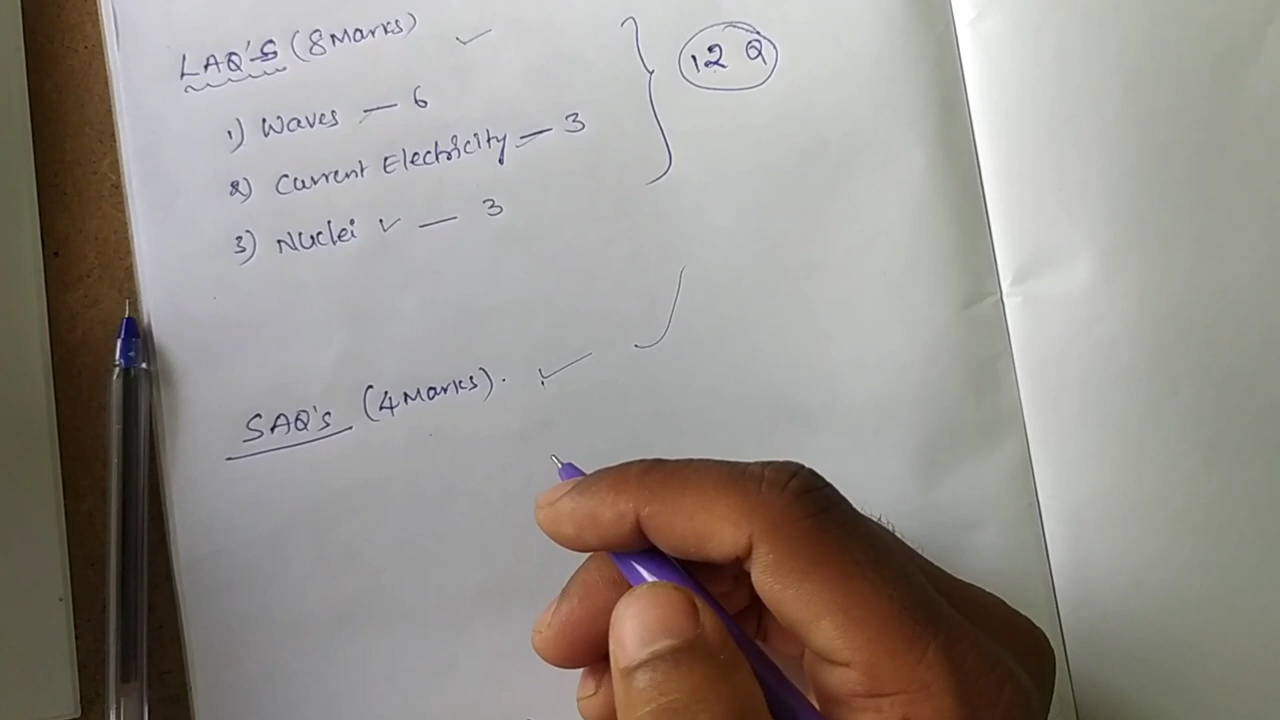 LAQ'S (8 Marks)
12 Q
1) Waves — 6
2) Current Electricity — 3
3) Nuclei ✓ — 3
SAQ's (4 Marks).